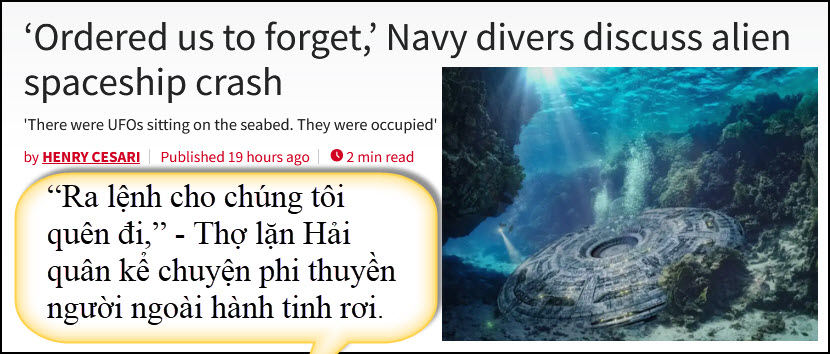 ‘Ordered us to forget,’ Navy divers discuss alien
spaceship crash
'There were UFOs sitting on the seabed. They were occupied'
by HENRY CESARI | Published 19 hours ago | 2 min read
“Ra lệnh cho chúng tôi
quên đi,” - Thợ lặn Hải
quân kể chuyện phi thuyền
người ngoài hành tinh rơi.